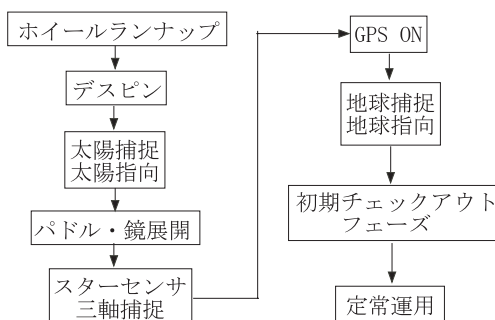 ホイールランナップ
デスピン
太陽捕捉
太陽指向
パドル・鏡展開
スターセンサ
三軸捕捉
GPS ON
地球捕捉
地球指向
初期チェックアウト
フェーズ
定常運用